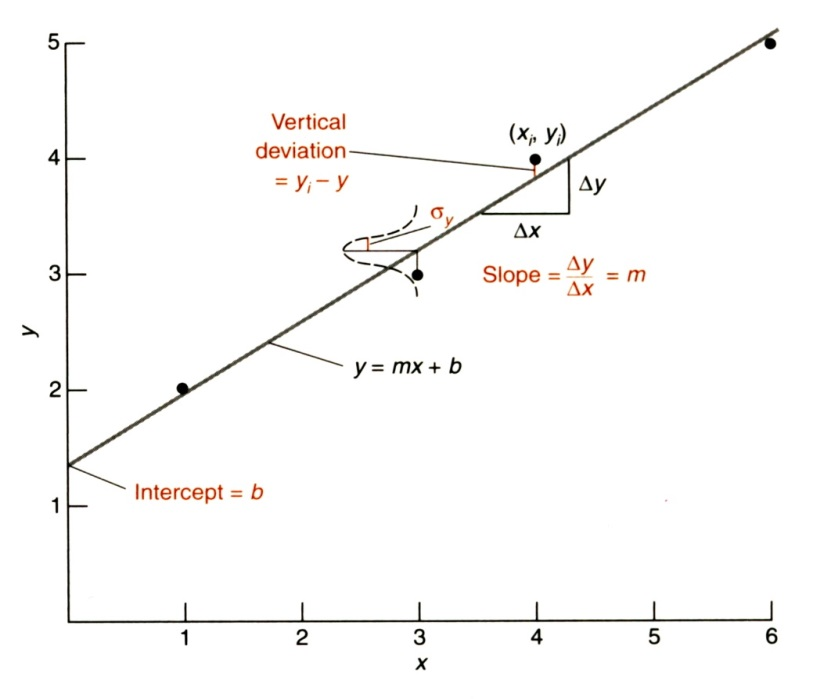 5
4
3
2
1
y
Vertical
deviation
= yᵢ – y
(xᵢ, yᵢ)
Δy
Δx
σy
Slope = Δy/Δx = m
y = mx + b
Intercept = b
1 2 3 4 5 6
x